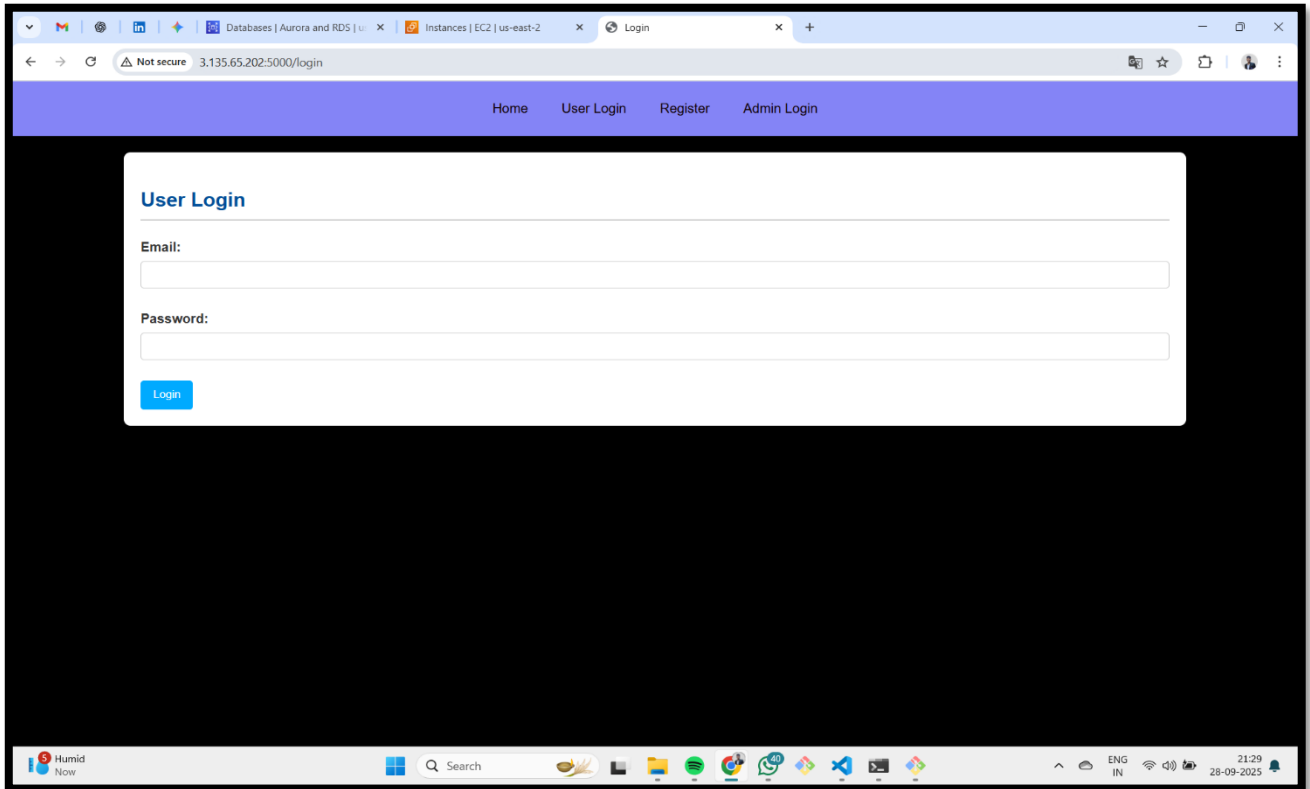 Databases | Aurora and RDS | u
Instances | EC2 | us-east-2
Login
Not secure 3.135.65.202:5000/login
Home User Login Register Admin Login
User Login
Email:
Password:
Login
5
Humid
Now
Search
40
ENG
IN
21:29
28-09-2025